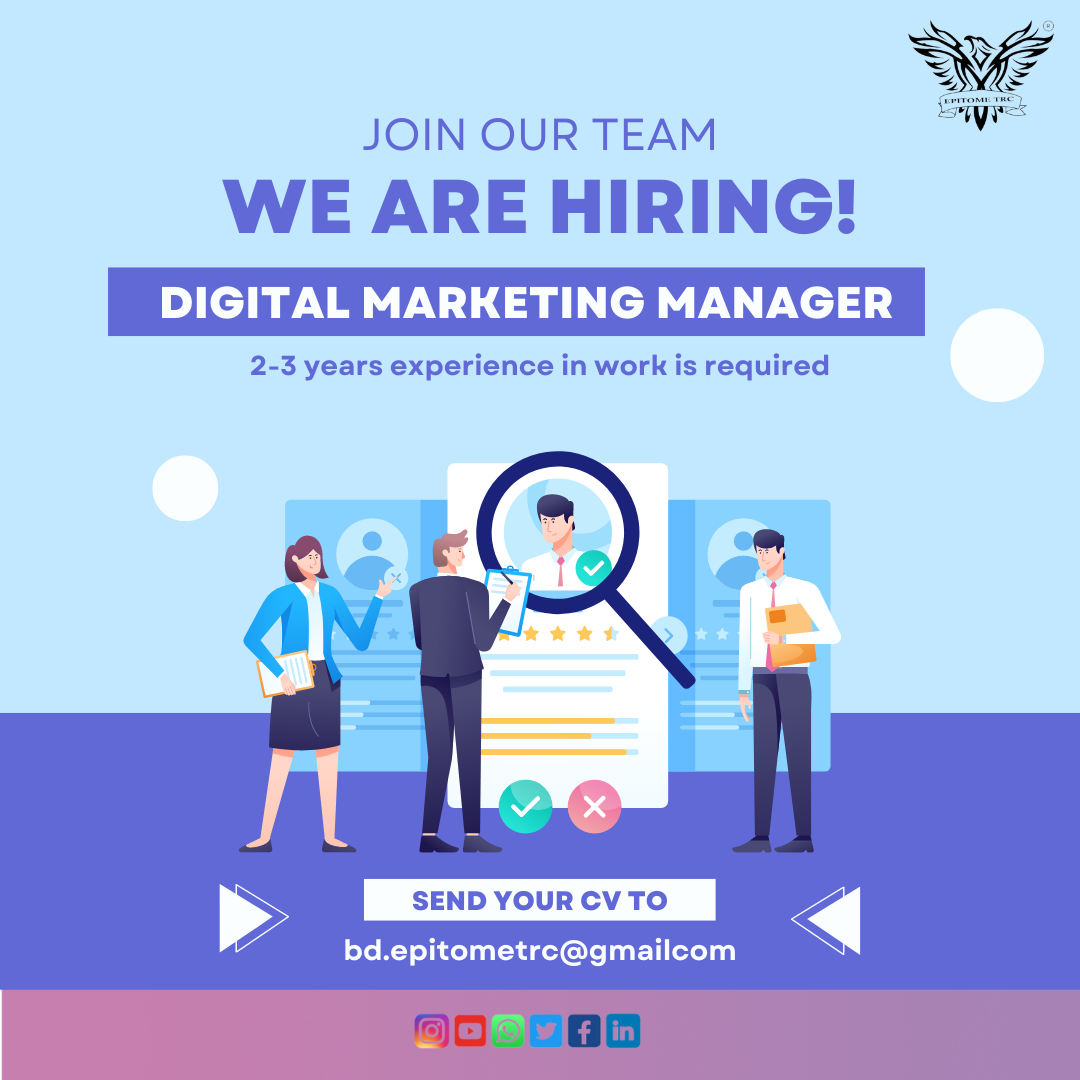 ®
EPITOME TRC
JOIN OUR TEAM
WE ARE HIRING!
DIGITAL MARKETING MANAGER
2-3 years experience in work is required
SEND YOUR CV TO
bd.epitometrc@gmailcom